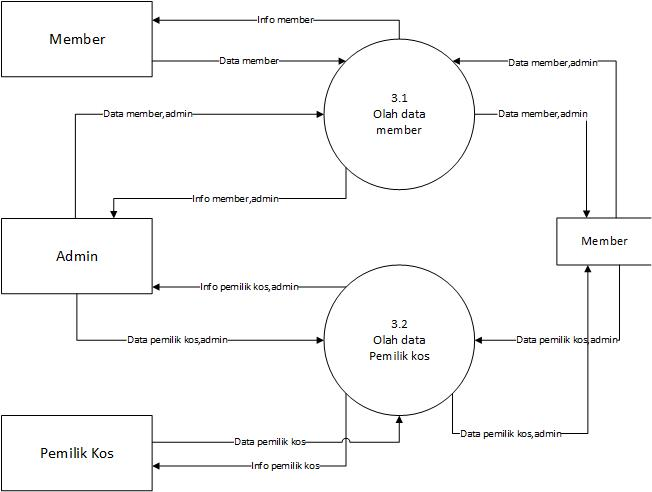 Info member
Member
Data member
Data member,admin
3.1
Olah data
member
Data member,admin
Data member,admin
Info member,admin
Admin
Member
Info pemilik kos,admin
3.2
Olah data
Pemilik kos
Data pemilik kos,admin
Data pemilik kos,admin
Data pemilik kos,admin
Data pemilik kos
Pemilik Kos
Info pemilik kos